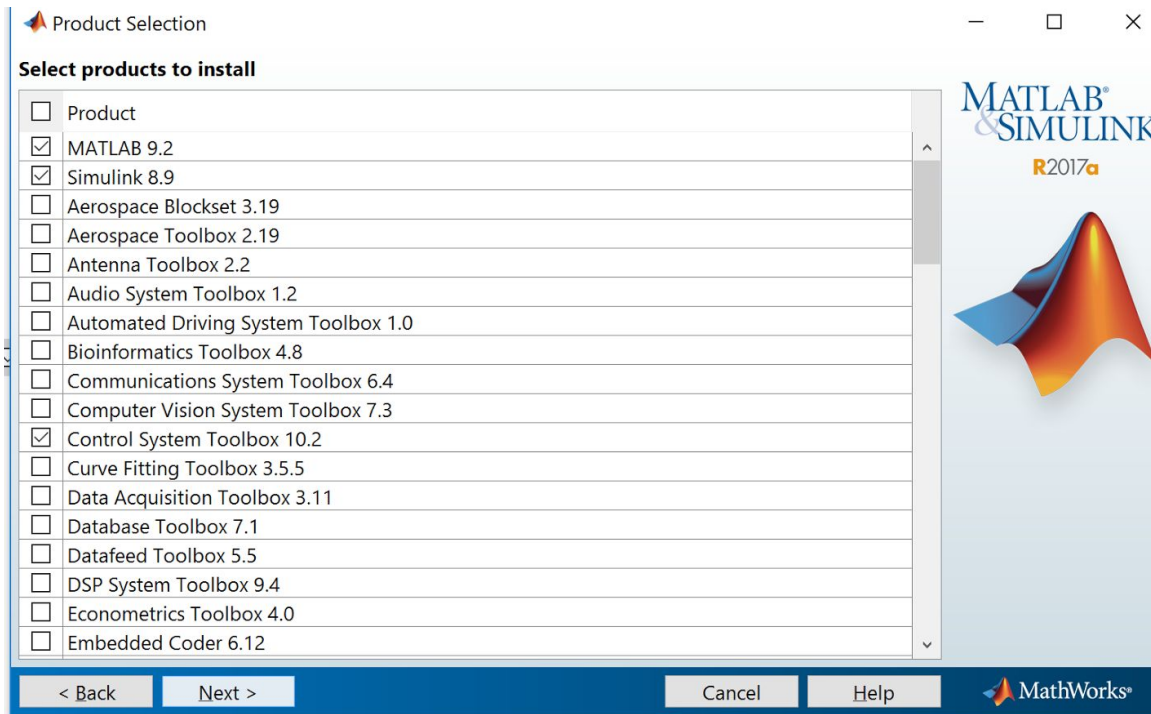 Product Selection
Select products to install
Product
MATLAB 9.2
Simulink 8.9
Aerospace Blockset 3.19
Aerospace Toolbox 2.19
Antenna Toolbox 2.2
Audio System Toolbox 1.2
Automated Driving System Toolbox 1.0
Bioinformatics Toolbox 4.8
Communications System Toolbox 6.4
Computer Vision System Toolbox 7.3
Control System Toolbox 10.2
Curve Fitting Toolbox 3.5.5
Data Acquisition Toolbox 3.11
Database Toolbox 7.1
Datafeed Toolbox 5.5
DSP System Toolbox 9.4
Econometrics Toolbox 4.0
Embedded Coder 6.12
MATLAB®
&SIMULINK
R2017a
< Back Next > Cancel Help MathWorks®